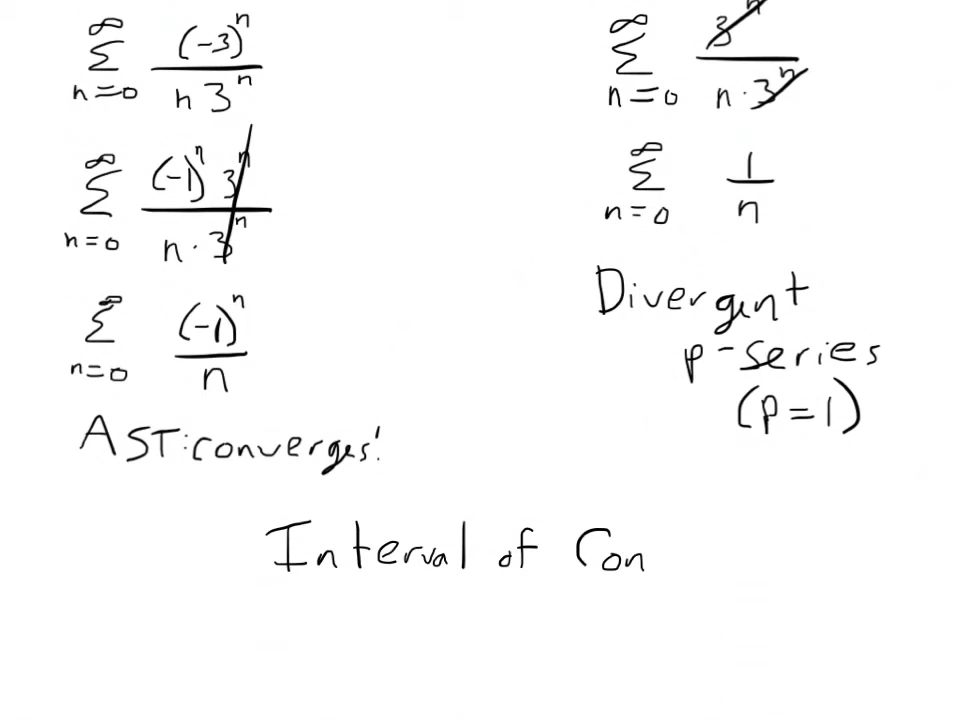 ∞
Σ (-3)^n / n 3^n
n=0
∞
Σ (-1)^n 3^n / n · 3^n
n=0
∞
Σ (-1)^n / n
n=0
AST: converges!
∞
Σ 3^n / n · 3^n
n=0
∞
Σ 1 / n
n=0
Divergent
p-series
(p=1)
Interval of Con